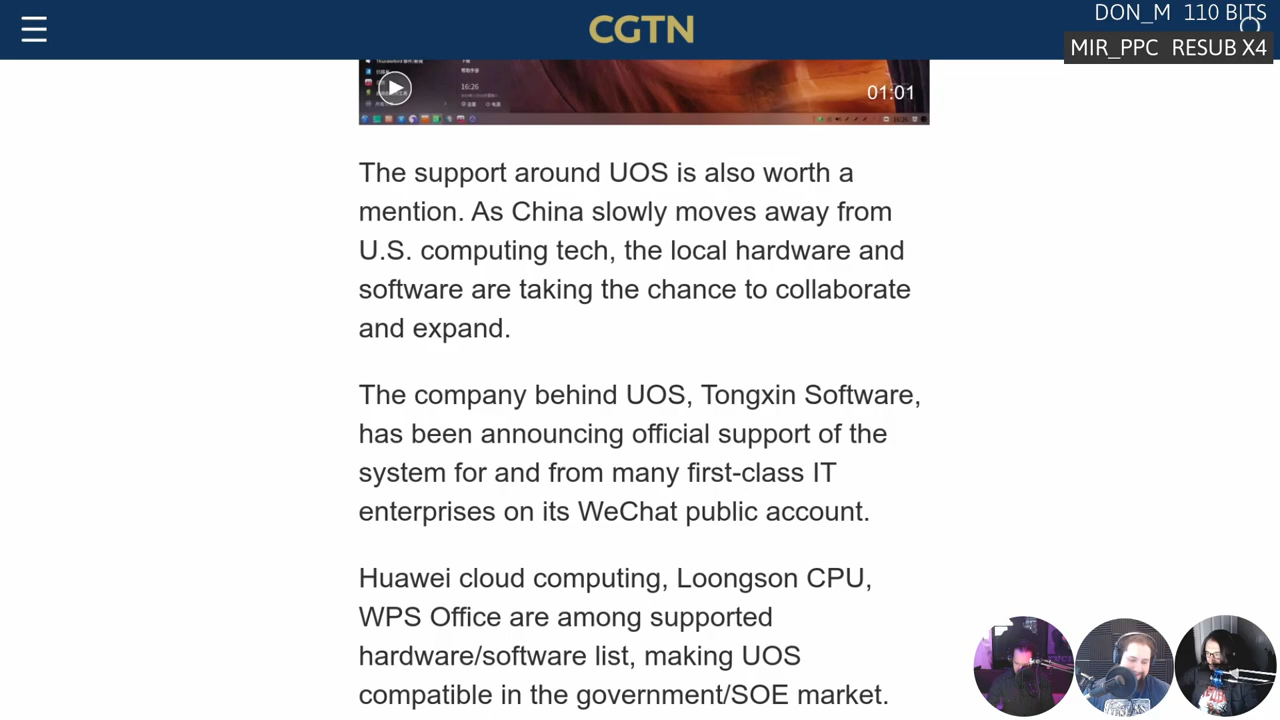 DON_M 110 BITS
CGTN
MIR_PPC RESUB X4
16:26
01:01
The support around UOS is also worth a
mention. As China slowly moves away from
U.S. computing tech, the local hardware and
software are taking the chance to collaborate
and expand.
The company behind UOS, Tongxin Software,
has been announcing official support of the
system for and from many first-class IT
enterprises on its WeChat public account.
Huawei cloud computing, Loongson CPU,
WPS Office are among supported
hardware/software list, making UOS
compatible in the government/SOE market.